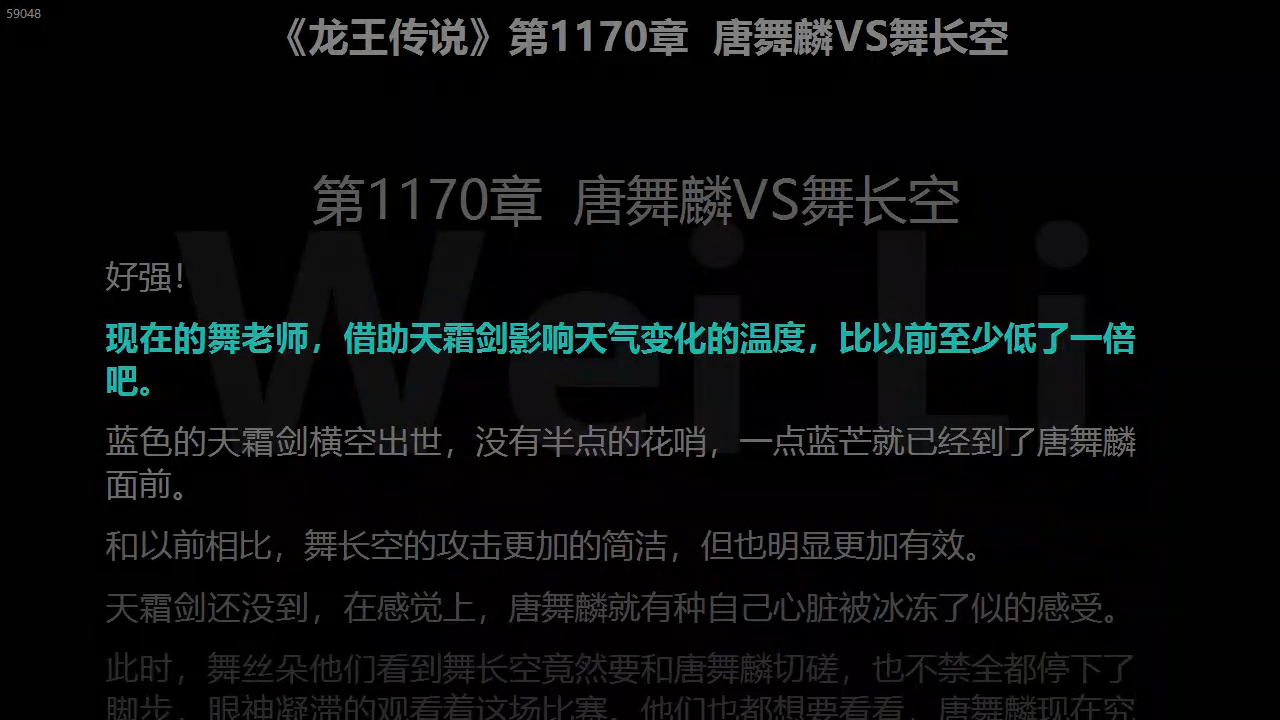 59048
《龙王传说》第1170章 唐舞麟VS舞长空
第1170章 唐舞麟VS舞长空
Wei Li
好强！
现在的舞老师，借助天霜剑影响天气变化的温度，比以前至少低了一倍
吧。
蓝色的天霜剑横空出世，没有半点的花哨，一点蓝芒就已经到了唐舞麟
面前。
和以前相比，舞长空的攻击更加的简洁，但也明显更加有效。
天霜剑还没到，在感觉上，唐舞麟就有种自己心脏被冰冻了似的感受。
此时，舞丝朵他们看到舞长空竟然要和唐舞麟切磋，也不禁全都停下了
脚步，眼神凝滞的观看着这场比赛。他们也都想要看看，唐舞麟现在究